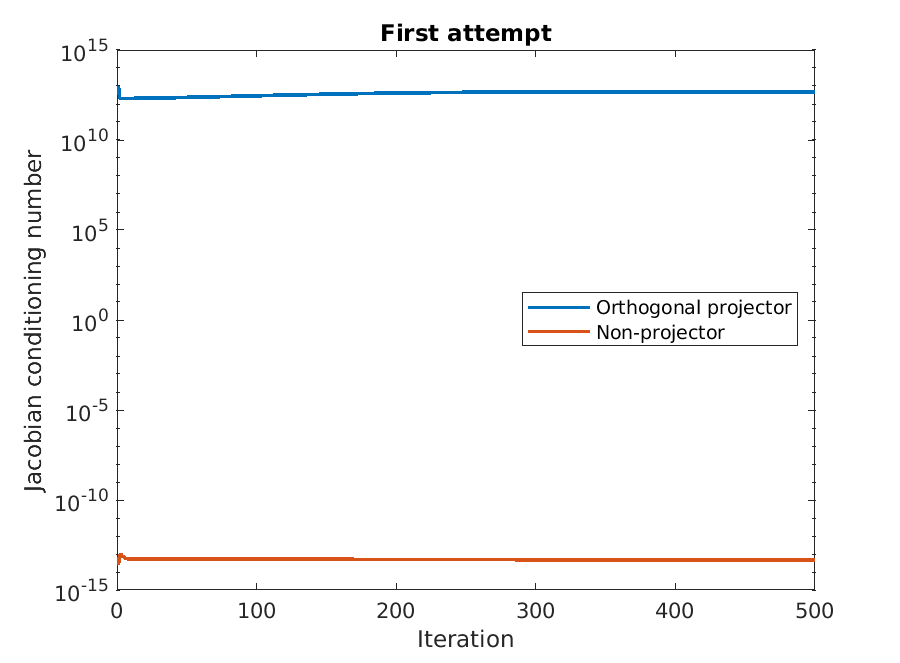 First attempt
Jacobian conditioning number
10^15
10^10
10^5
10^0
10^-5
10^-10
10^-15
Orthogonal projector
Non-projector
0 100 200 300 400 500
Iteration